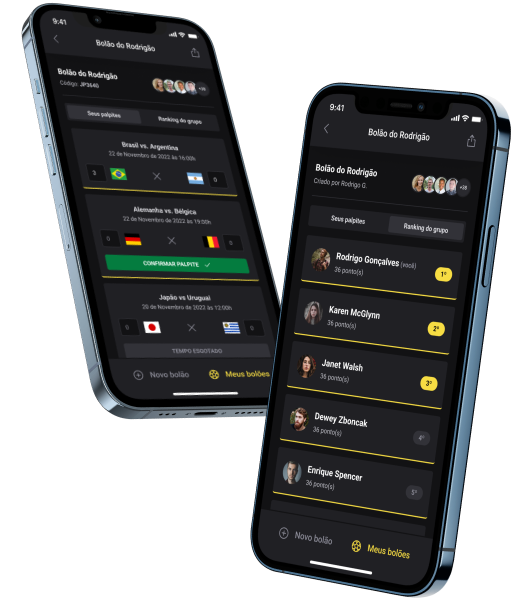 9:41
Bolão do Rodrigão
Bolão do Rodrigão
Código: JP364G
+28
Seus palpites
Ranking do grupo
Brasil vs. Argentina
22 de Novembro de 2022 às 16:00h
3
0
Alemanha vs. Bélgica
22 de Novembro de 2022 às 19:00h
0
0
CONFIRMAR PALPITE
Japão vs Uruguai
26 de Novembro de 2022 às 12:00h
0
0
TEMPO ESGOTADO
Novo bolão
Meus bolões
9:41
Bolão do Rodrigão
Bolão do Rodrigão
Criado por Rodrigo G.
+28
Seus palpites
Ranking do grupo
Rodrigo Gonçalves (você)
36 ponto(s)
1º
Karen McGlynn
36 ponto(s)
2º
Janet Walsh
36 ponto(s)
3º
Dewey Zboncak
36 ponto(s)
4º
Enrique Spencer
36 ponto(s)
5º
Novo bolão
Meus bolões